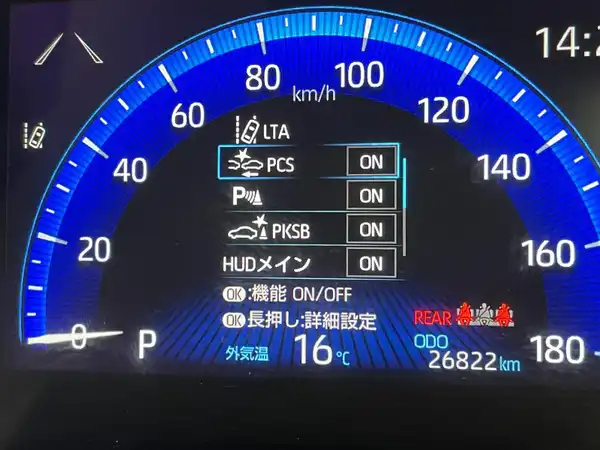 14:2
80
100
km/h
60
120
LTA
40
PCS ON
140
P ON
20
PKSB ON
160
HUDメイン ON
OK:機能 ON/OFF
OK長押し:詳細設定
REAR
0
P
外気温 16℃
ODO
26822km
180